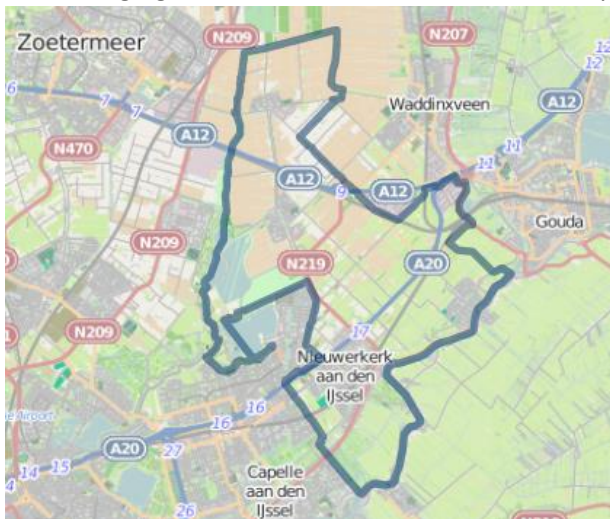 Zoetermeer
N209
N207
12
12
6
7
7
Waddinxveen
A12
A12
11
11
N470
A12
9
A12
Gouda
N209
N219
A20
N209
17
Nieuwerkerk
aan den
IJssel
16
16
A20
27
15
14
Capelle
aan den
IJssel
26